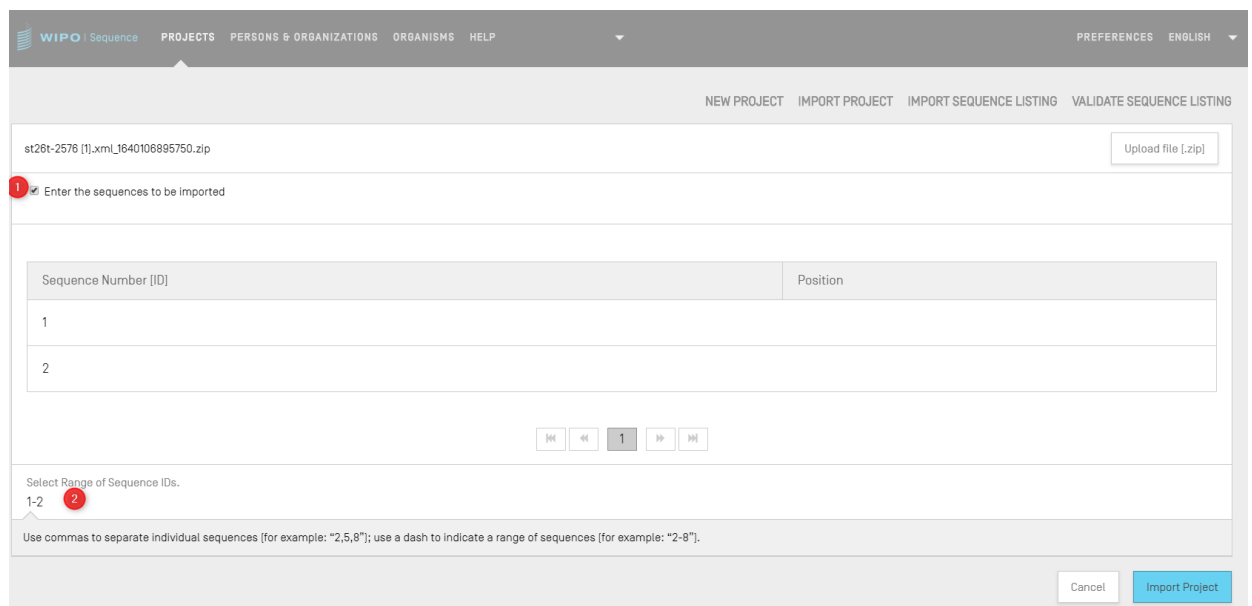 WIPO | Sequence PROJECTS PERSONS & ORGANIZATIONS ORGANISMS HELP PREFERENCES ENGLISH
NEW PROJECT IMPORT PROJECT IMPORT SEQUENCE LISTING VALIDATE SEQUENCE LISTING
st26t-2576 [1].xml_1640106895750.zip Upload file [.zip]
1 Enter the sequences to be imported
Sequence Number [ID] Position
1
2
1
Select Range of Sequence IDs.
1-2 2
Use commas to separate individual sequences [for example: “2,5,8”]; use a dash to indicate a range of sequences [for example: “2-8”].
Cancel Import Project